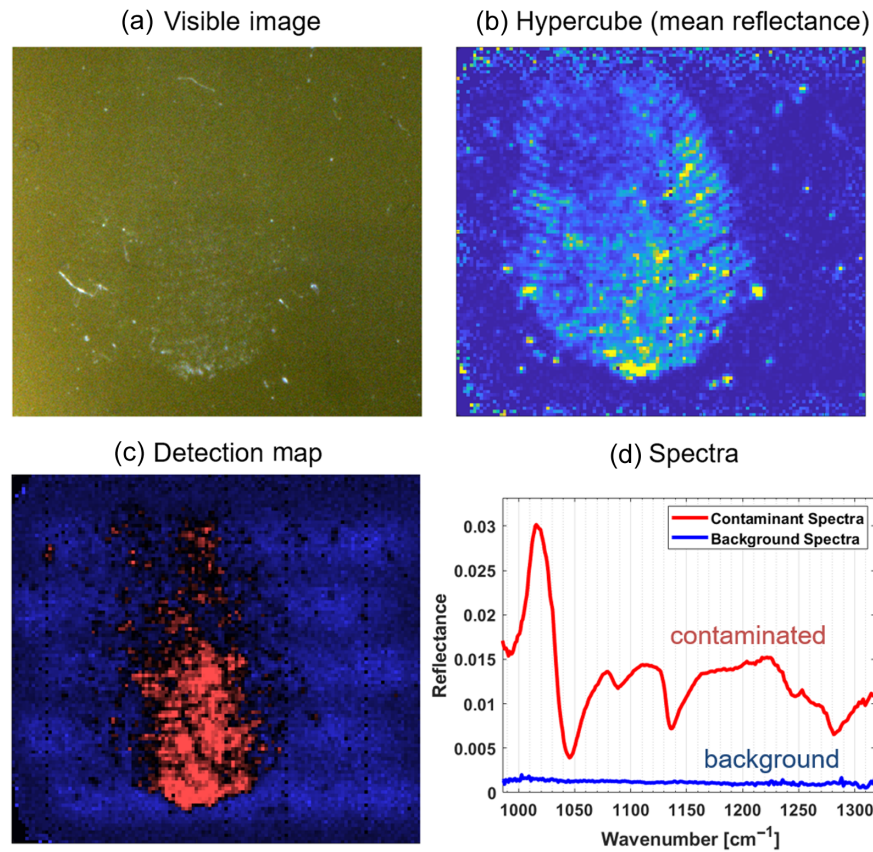 (a) Visible image
(b) Hypercube (mean reflectance)
(c) Detection map
(d) Spectra
Contaminant Spectra
Background Spectra
contaminated
background
Reflectance
0.03
0.025
0.02
0.015
0.01
0.005
0
1000 1050 1100 1150 1200 1250 1300
Wavenumber [cm⁻¹]